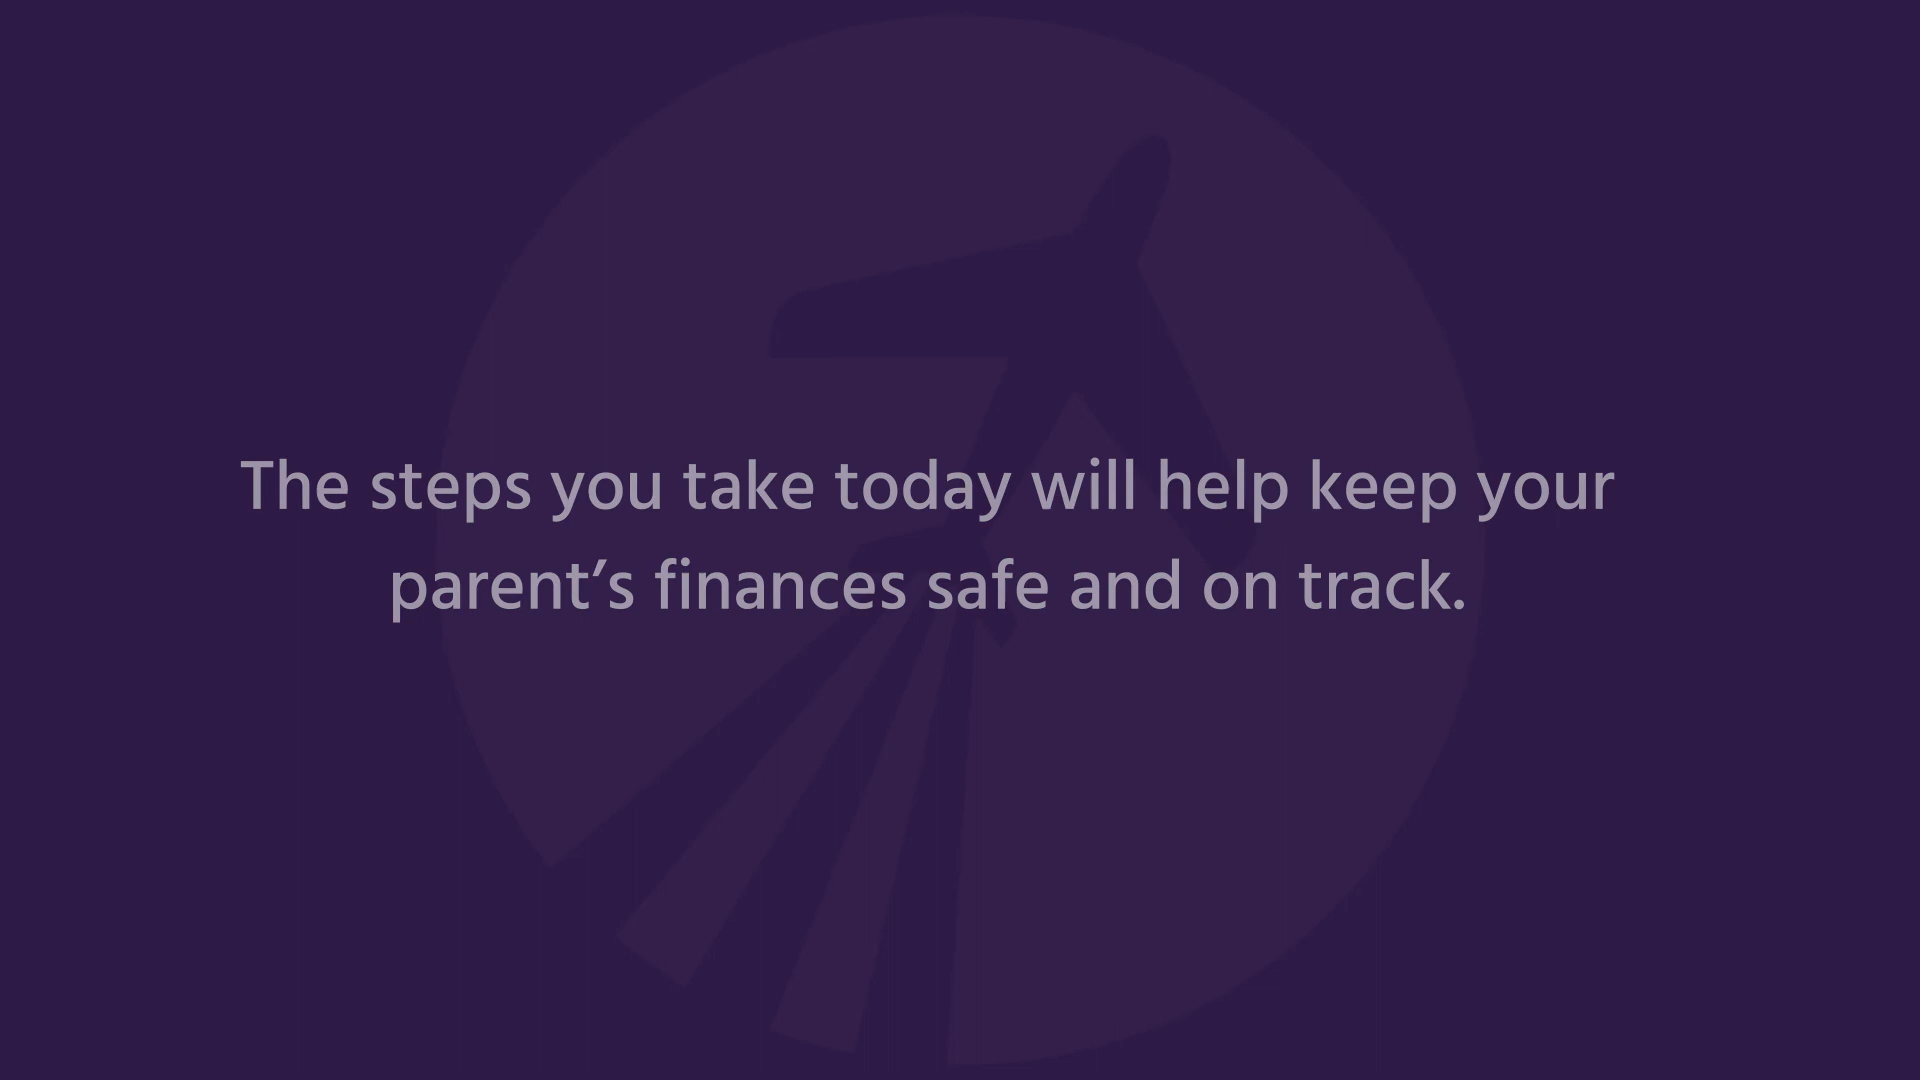 The steps you take today will help keep your
parent’s finances safe and on track.